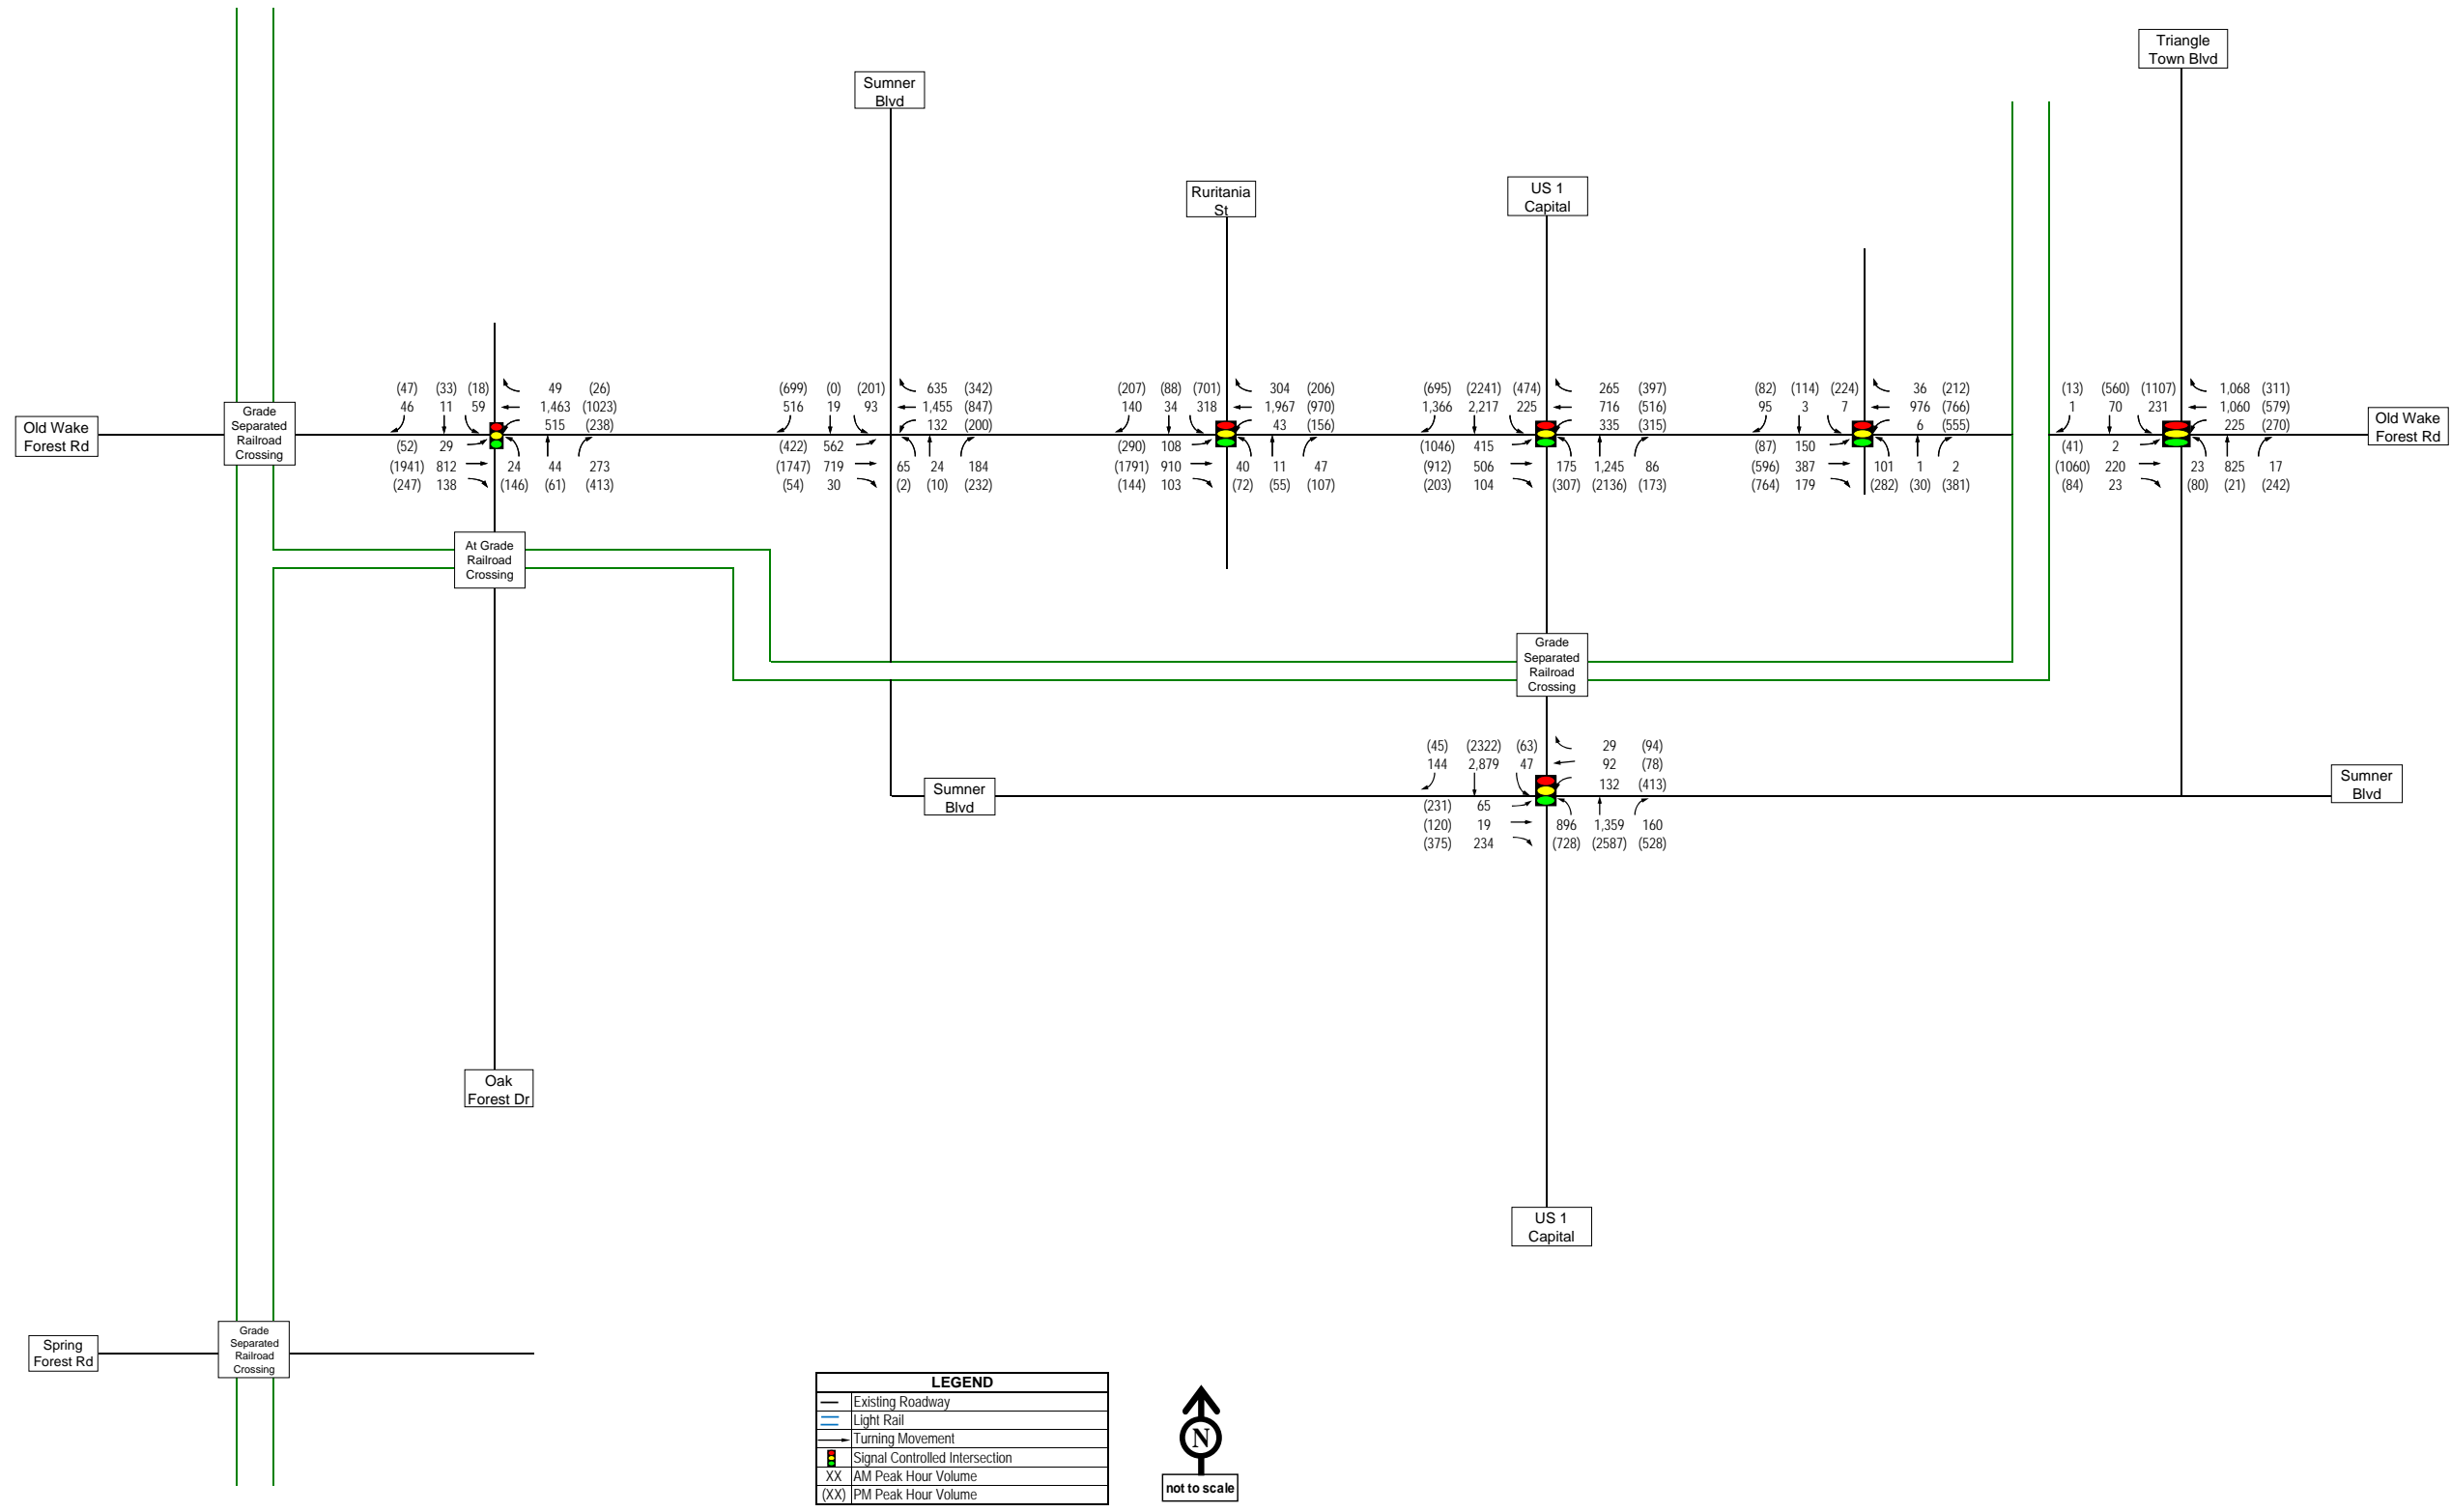 Triangle
Town Blvd
Sumner
Blvd
Ruritania
St
US 1
Capital
(47) (33) (18) 49 (26)
46 11 59 1,463 (1023)
515 (238)
(52) 29
(1941) 812 24 44 273
(247) 138 (146) (61) (413)
(699) (0) (201) 635 (342)
516 19 93 1,455 (847)
132 (200)
(422) 562
(1747) 719 65 24 184
(54) 30 (2) (10) (232)
(207) (88) (701) 304 (206)
140 34 318 1,967 (970)
43 (156)
(290) 108
(1791) 910 40 11 47
(144) 103 (72) (55) (107)
(695) (2241) (474) 265 (397)
1,366 2,217 225 716 (516)
335 (315)
(1046) 415
(912) 506 175 1,245 86
(203) 104 (307) (2136) (173)
(82) (114) (224) 36 (212)
95 3 7 976 (766)
6 (555)
(87) 150
(596) 387 101 1 2
(764) 179 (282) (30) (381)
(13) (560) (1107) 1,068 (311)
1 70 231 1,060 (579)
225 (270)
(41) 2
(1060) 220 23 825 17
(84) 23 (80) (21) (242)
Old Wake
Forest Rd
Grade
Separated
Railroad
Crossing
Old Wake
Forest Rd
At Grade
Railroad
Crossing
Grade
Separated
Railroad
Crossing
(45) (2322) (63) 29 (94)
144 2,879 47 92 (78)
132 (413)
(231) 65
(120) 19 896 1,359 160
(375) 234 (728) (2587) (528)
Sumner
Blvd
Sumner
Blvd
Oak
Forest Dr
US 1
Capital
Spring
Forest Rd
Grade
Separated
Railroad
Crossing
LEGEND
Existing Roadway
Light Rail
Turning Movement
Signal Controlled Intersection
XX AM Peak Hour Volume
(XX) PM Peak Hour Volume
N
not to scale